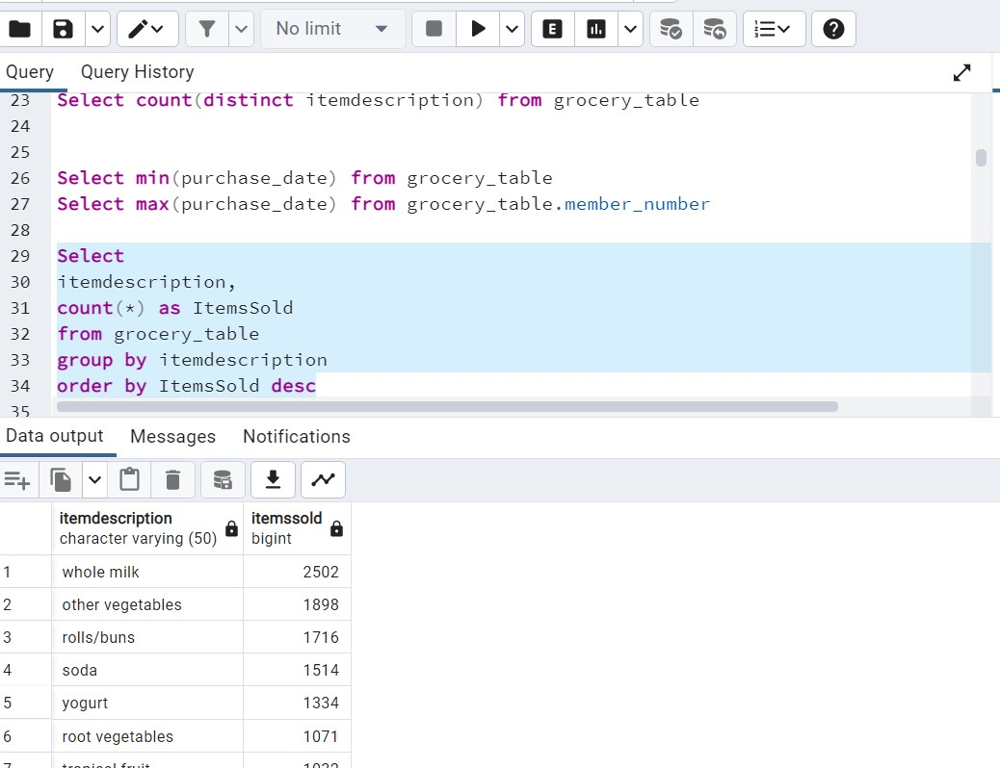 No limit
E
Query Query History
23 Select count(distinct itemdescription) from grocery_table
24
25
26 Select min(purchase_date) from grocery_table
27 Select max(purchase_date) from grocery_table.member_number
28
29 Select
30 itemdescription,
31 count(*) as ItemsSold
32 from grocery_table
33 group by itemdescription
34 order by ItemsSold desc
35
Data output Messages Notifications
itemdescription itemssold
character varying (50) bigint
1 whole milk 2502
2 other vegetables 1898
3 rolls/buns 1716
4 soda 1514
5 yogurt 1334
6 root vegetables 1071
7 tropical fruit 1032